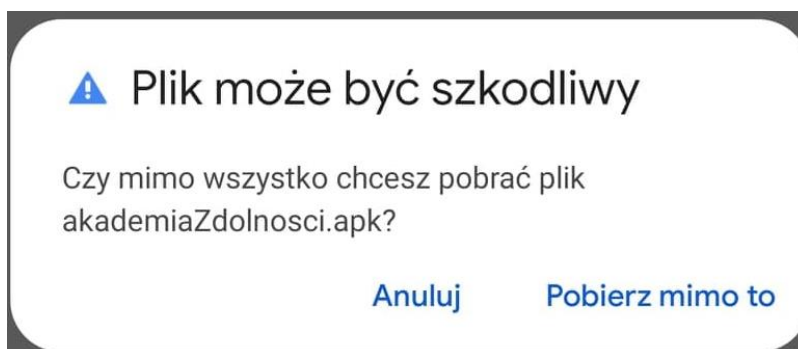 Plik może być szkodliwy
Czy mimo wszystko chcesz pobrać plik
akademiaZdolnosci.apk?
Anuluj Pobierz mimo to